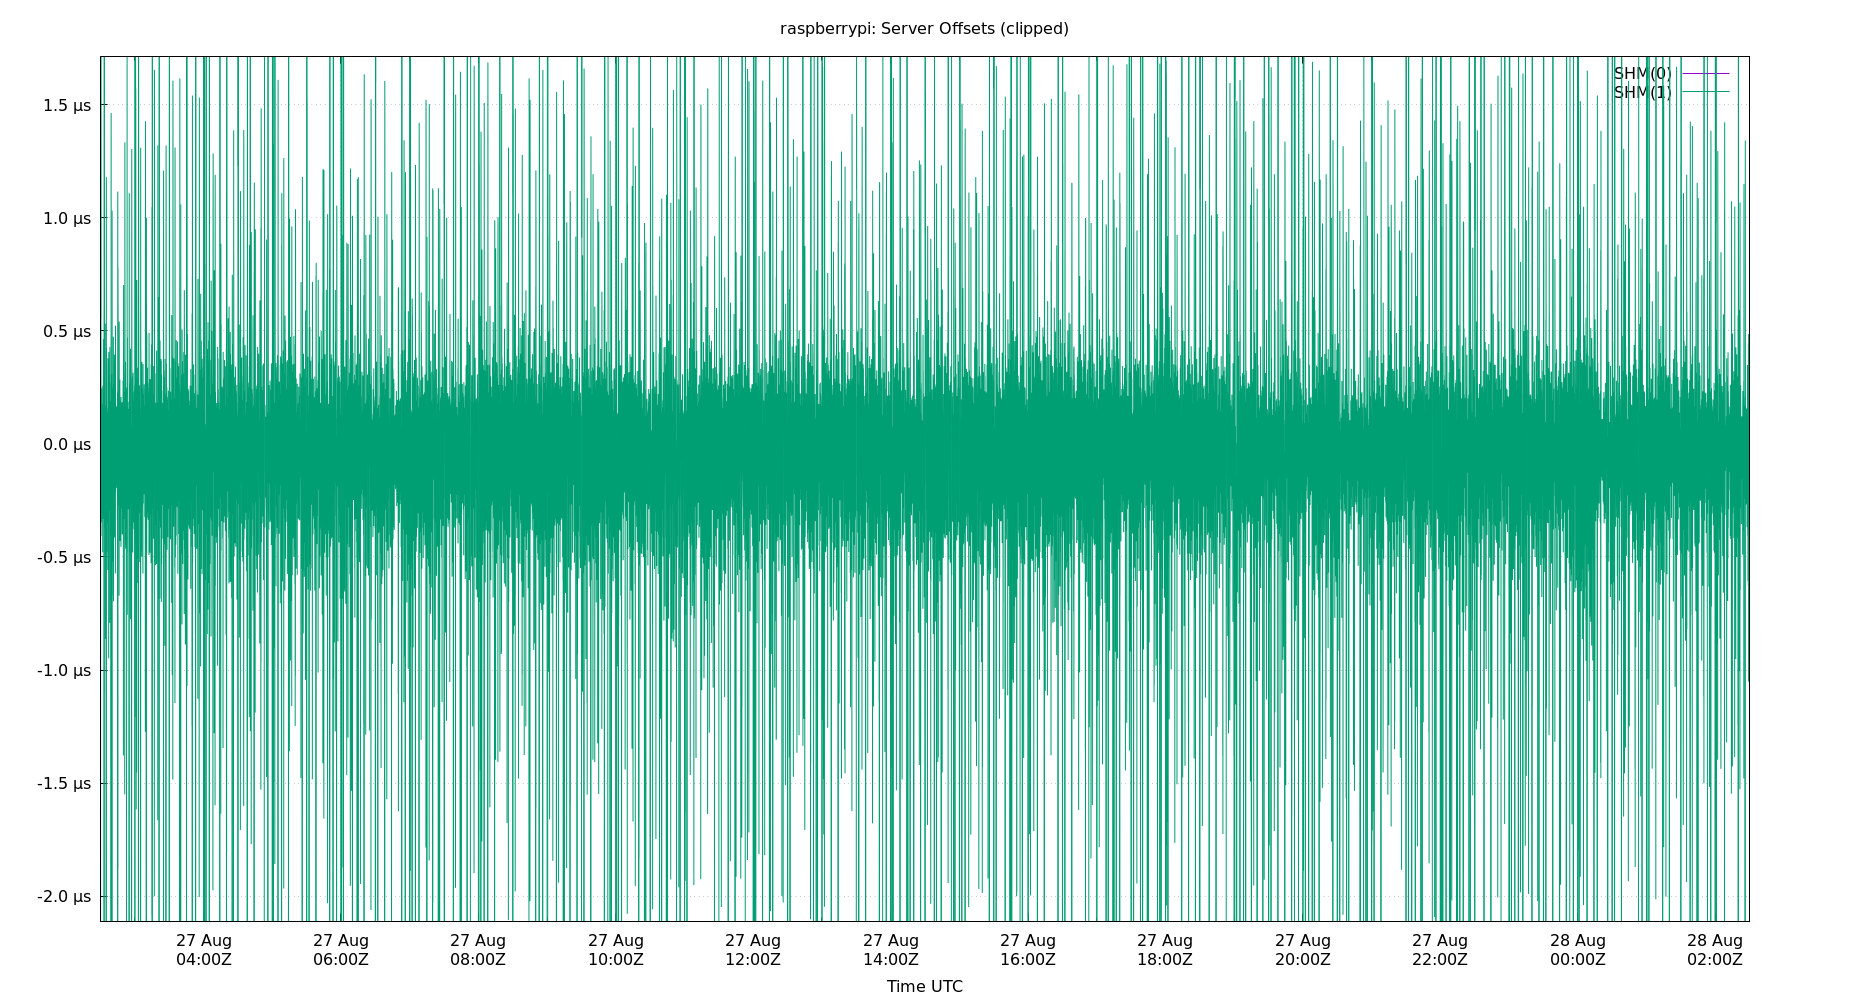 raspberrypi: Server Offsets (clipped)
SHM(0)
SHM(1)
1.5 µs
1.0 µs
0.5 µs
0.0 µs
-0.5 µs
-1.0 µs
-1.5 µs
-2.0 µs
27 Aug 27 Aug 27 Aug 27 Aug 27 Aug 27 Aug 27 Aug 27 Aug 27 Aug 27 Aug 28 Aug 28 Aug
04:00Z 06:00Z 08:00Z 10:00Z 12:00Z 14:00Z 16:00Z 18:00Z 20:00Z 22:00Z 00:00Z 02:00Z
Time UTC